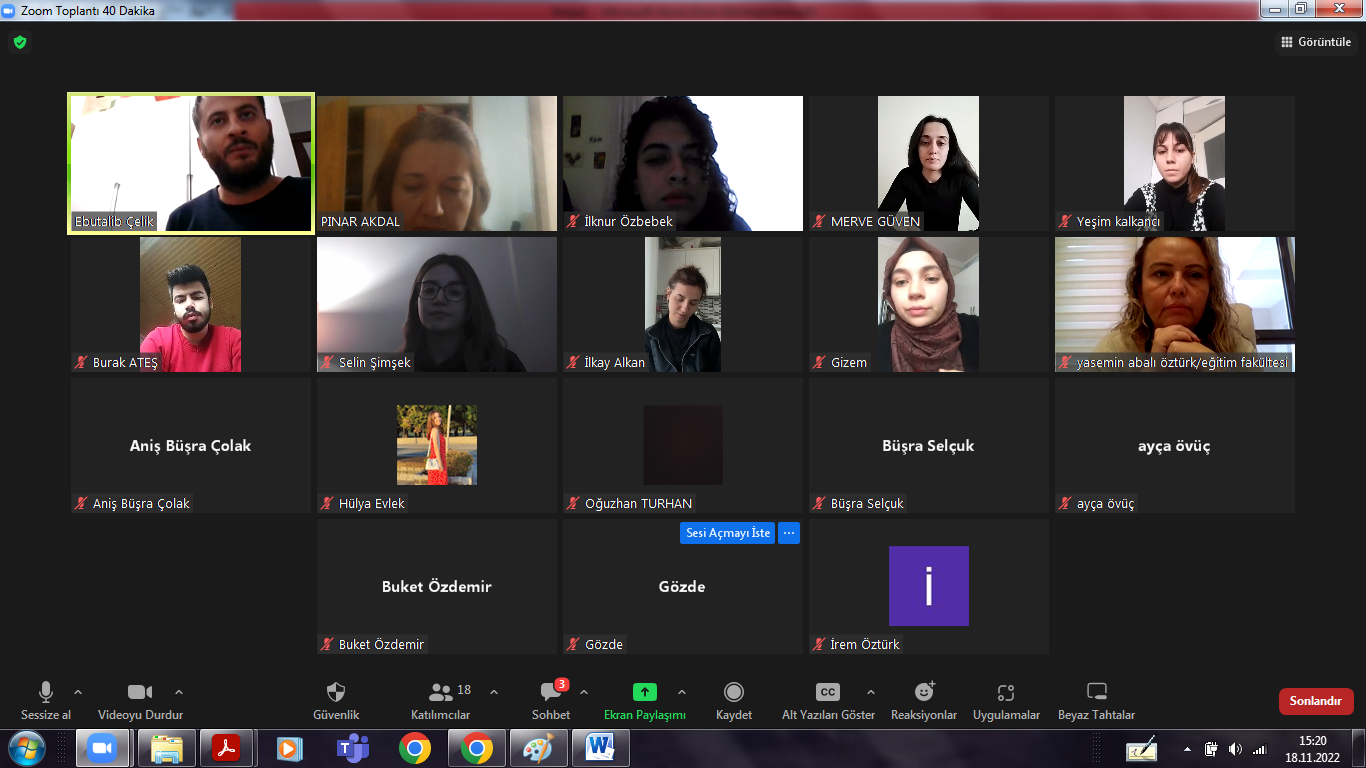 Zoom Toplantı 40 Dakika
Görüntüle
Ebutalib Çelik
PINAR AKDAL
İlknur Özbebek
MERVE GÜVEN
Yeşim kalkancı
Burak ATEŞ
Selin Şimşek
İlkay Alkan
Gizem
yasemin abalı öztürk/eğitim fakültesi
Aniş Büşra Çolak
Büşra Selçuk
ayça övüç
Aniş Büşra Çolak
Hülya Evlek
Oğuzhan TURHAN
Büşra Selçuk
ayça övüç
Sesi Açmayı İste
Buket Özdemir
Gözde
i
Buket Özdemir
Gözde
İrem Öztürk
18
3
CC
Sessize al
Videoyu Durdur
Güvenlik
Katılımcılar
Sohbet
Ekran Paylaşımı
Kaydet
Alt Yazıları Göster
Reaksiyonlar
Uygulamalar
Beyaz Tahtalar
Sonlandır
15:20
18.11.2022